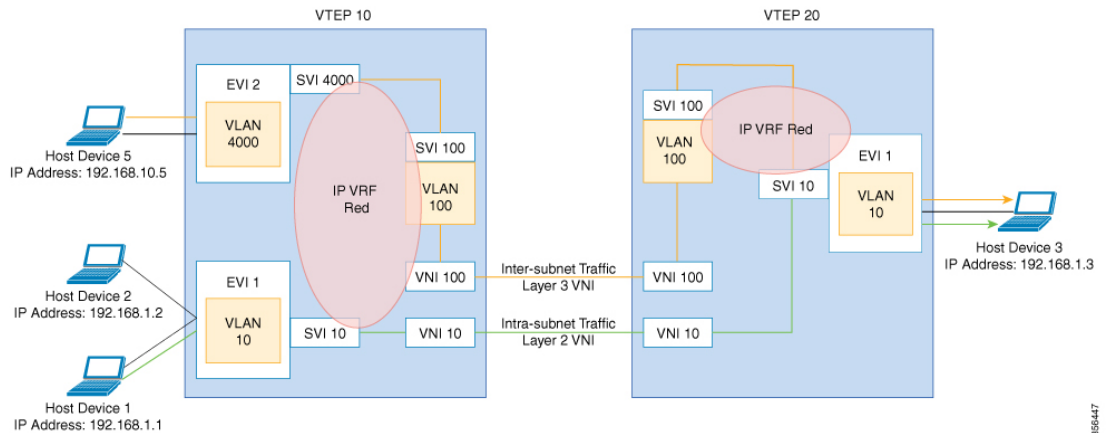 VTEP 10
VTEP 20
EVI 2
SVI 4000
VLAN
4000
Host Device 5
IP Address: 192.168.10.5
SVI 100
VLAN
100
IP VRF
Red
SVI 100
VLAN
100
IP VRF Red
EVI 1
SVI 10
VLAN
10
Host Device 3
IP Address: 192.168.1.3
Host Device 2
IP Address: 192.168.1.2
EVI 1
VLAN
10
SVI 10
VNI 100
Inter-subnet Traffic
Layer 3 VNI
VNI 100
VNI 10
Intra-subnet Traffic
Layer 2 VNI
VNI 10
Host Device 1
IP Address: 192.168.1.1
356447